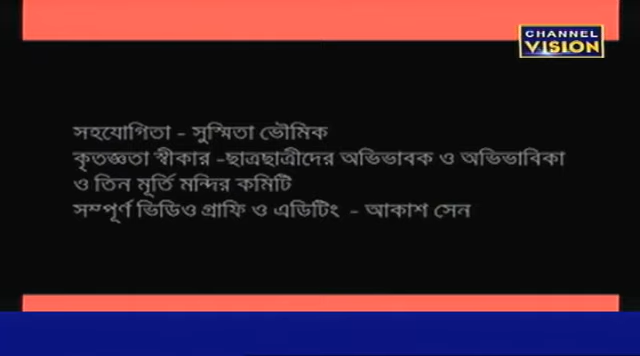 CHANNEL
VISION
সহযোগিতা - সুস্মিতা ভৌমিক
কৃতজ্ঞতা স্বীকার -ছাত্রছাত্রীদের অভিভাবক ও অভিভাবিকা
ও তিন মূর্তি মন্দির কমিটি
সম্পূর্ণ ভিডিও গ্রাফি ও এডিটিং - আকাশ সেন